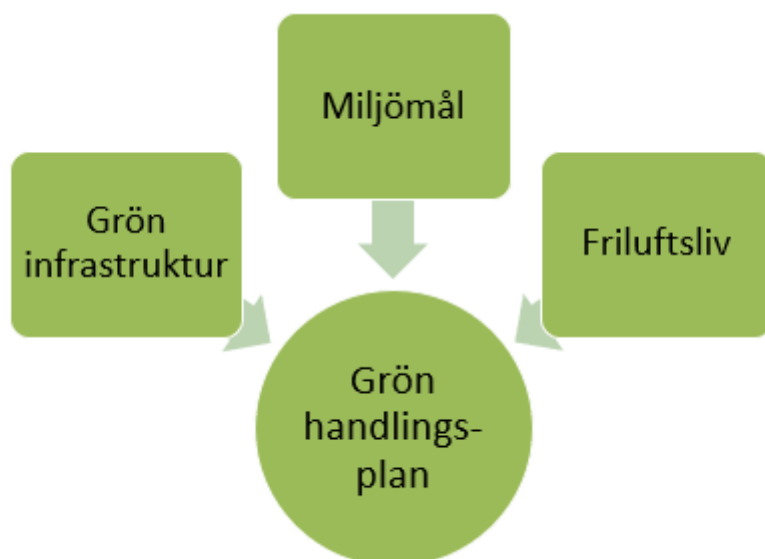 Miljömål
Grön
infrastruktur
Friluftsliv
Grön
handlings-
plan